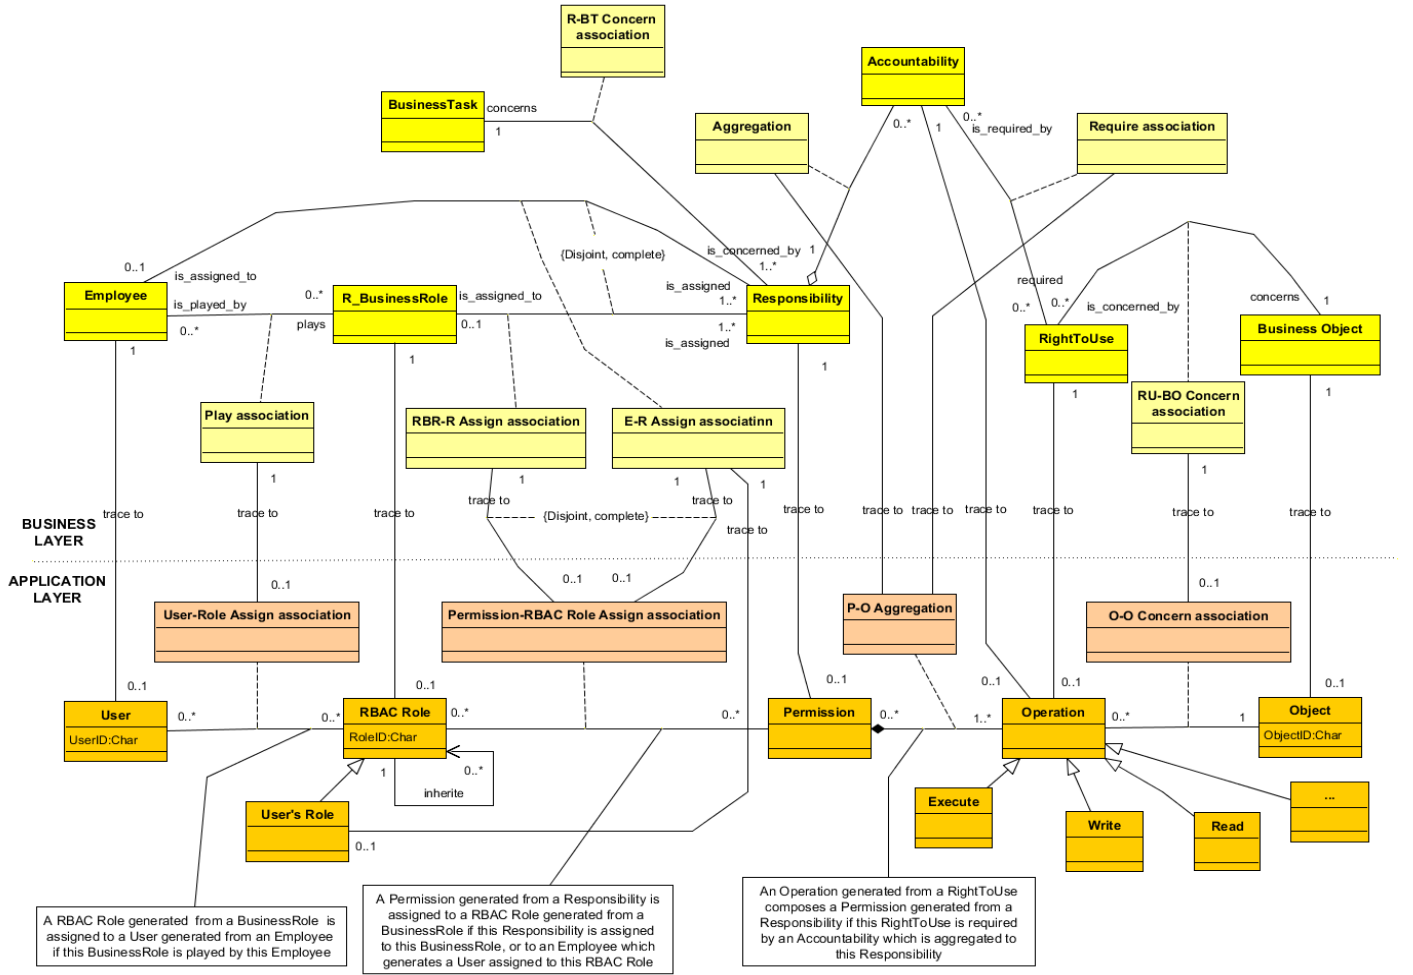 R-BT Concern
association
Accountability
BusinessTask
concerns
1
Aggregation
0..*
1
0..*
is_required_by
Require association
0..1
is_assigned_to
{Disjoint, complete}
is_concerned_by
1
1..*
required
0..*
0..*
is_concerned_by
concerns
1
Employee
is_played_by
0..*
0..*
plays
R_BusinessRole
is_assigned_to
0..1
is_assigned
1..*
1..*
is_assigned
Responsibility
RightToUse
Business Object
1
1
1
1
1
Play association
RBR-R Assign association
E-R Assign associatinn
RU-BO Concern
association
1
1
1
1
1
trace to
trace to
trace to
trace to
{Disjoint, complete}
trace to
trace to
trace to
trace to
trace to
trace to
trace to
trace to
trace to
BUSINESS
LAYER
APPLICATION
LAYER
0..1
0..1
0..1
0..1
User-Role Assign association
Permission-RBAC Role Assign association
P-O Aggregation
O-O Concern association
0..1
0..1
0..1
0..1
0..1
0..1
User
UserID:Char
0..*
0..*
RBAC Role
RoleID:Char
0..*
0..*
Permission
0..*
1..*
Operation
0..*
1
Object
ObjectID:Char
1
0..*
inherite
User's Role
0..1
Execute
Write
Read
...
A RBAC Role generated from a BusinessRole is
assigned to a User generated from an Employee
if this BusinessRole is played by this Employee
A Permission generated from a Responsibility is
assigned to a RBAC Role generated from a
BusinessRole if this Responsibility is assigned
to this BusinessRole, or to an Employee which
generates a User assigned to this RBAC Role
An Operation generated from a RightToUse
composes a Permission generated from a
Responsibility if this RightToUse is required
by an Accountability which is aggregated to
this Responsibility